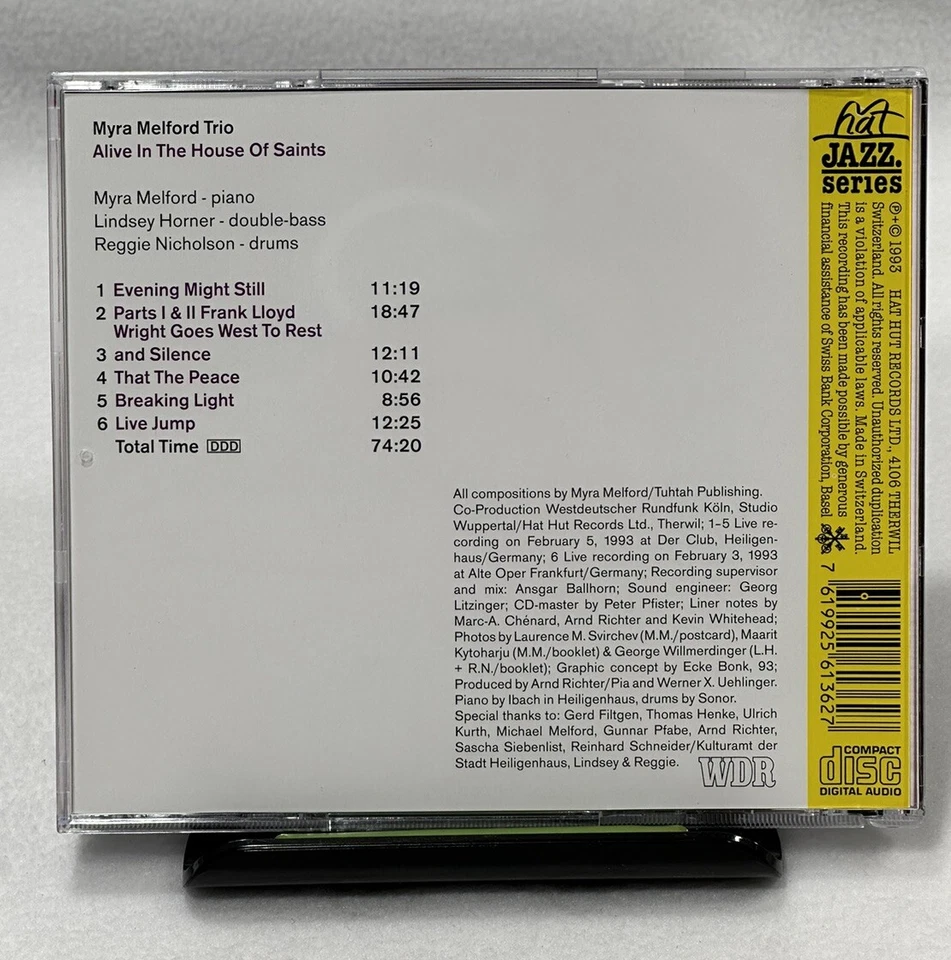 Myra Melford Trio
Alive In The House Of Saints
Myra Melford - piano
Lindsey Horner - double-bass
Reggie Nicholson - drums
1 Evening Might Still 11:19
2 Parts I & II Frank Lloyd 18:47
Wright Goes West To Rest
3 and Silence 12:11
4 That The Peace 10:42
5 Breaking Light 8:56
6 Live Jump 12:25
Total Time DDD 74:20
All compositions by Myra Melford/Tuhtah Publishing.
Co-Production Westdeutscher Rundfunk Köln, Studio
Wuppertal/Hat Hut Records Ltd., Therwil; 1–5 Live re-
cording on February 5, 1993 at Der Club, Heiligen-
haus/Germany; 6 Live recording on February 3, 1993
at Alte Oper Frankfurt/Germany; Recording supervisor
and mix: Ansgar Ballhorn; Sound engineer: Georg
Litzinger; CD-master by Peter Pfister; Liner notes by
Marc-A. Chénard, Arnd Richter and Kevin Whitehead;
Photos by Laurence M. Svirchev (M.M./postcard), Maarit
Kytoharju (M.M./booklet) & George Willmerdinger (L.H.
+ R.N./booklet); Graphic concept by Ecke Bonk, 93;
Produced by Arnd Richter/Pia and Werner X. Uehlinger.
Piano by Ibach in Heiligenhaus, drums by Sonor.
Special thanks to: Gerd Filtgen, Thomas Henke, Ulrich
Kurth, Michael Melford, Gunnar Pfabe, Arnd Richter,
Sascha Siebenlist, Reinhard Schneider/Kulturamt der
Stadt Heiligenhaus, Lindsey & Reggie.
WDR
hat
JAZZ.
series
℗+© 1993 HAT HUT RECORDS LTD., 4106 THERWIL
Switzerland. All rights reserved. Unauthorized duplication
is a violation of applicable laws. Made in Switzerland.
This recording has been made possible by generous
financial assistance of Swiss Bank Corporation, Basel
7 619925 613627
COMPACT
disc
DIGITAL AUDIO